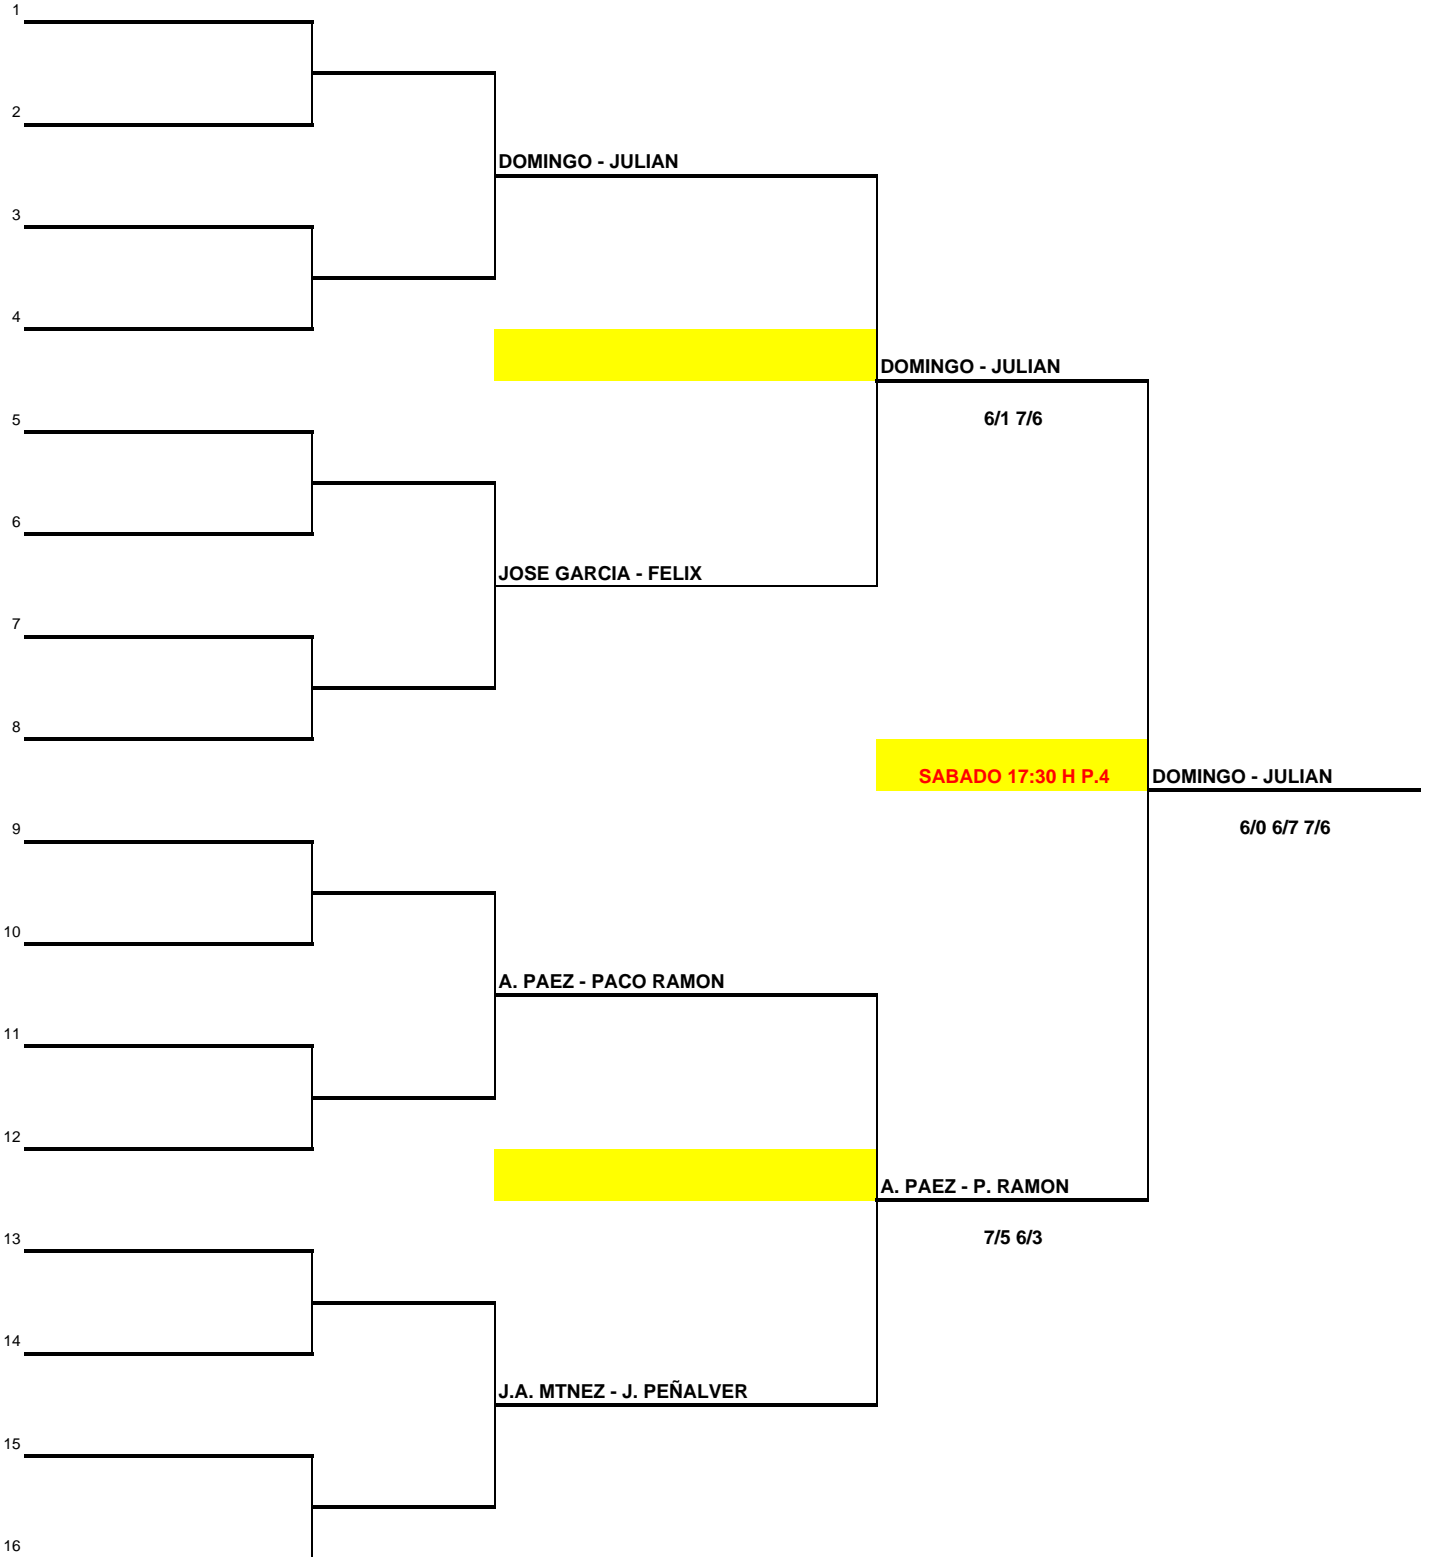 1
2
DOMINGO - JULIAN
3
4
DOMINGO - JULIAN
5
6/1 7/6
6
JOSE GARCIA - FELIX
7
8
SABADO 17:30 H P.4
DOMINGO - JULIAN
9
6/0 6/7 7/6
10
A. PAEZ - PACO RAMON
11
12
A. PAEZ - P. RAMON
13
7/5 6/3
14
J.A. MTNEZ - J. PEÑALVER
15
16